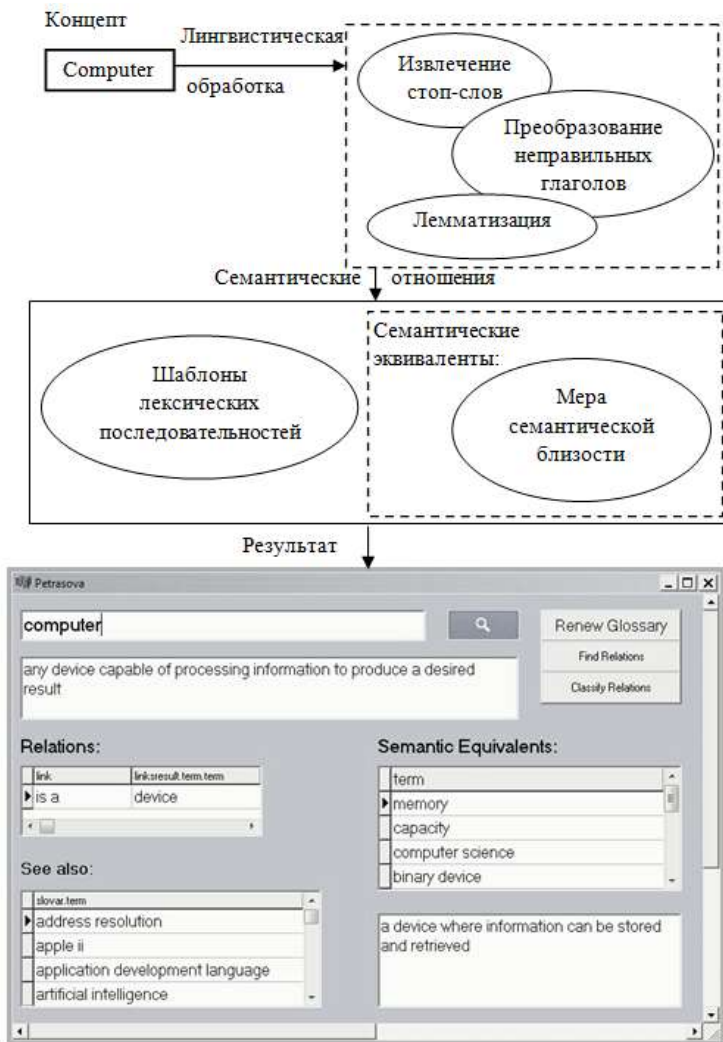 Концепт
Computer
Лингвистическая
обработка
Извлечение
стоп-слов
Преобразование
неправильных
глаголов
Лемматизация
Семантические отношения
Шаблоны
лексических
последовательностей
Семантические
эквиваленты:
Мера
семантической
близости
Результат
Petrasova
computer
Renew Glossary
Find Relations
Classify Relations
any device capable of processing information to produce a desired
result
Relations:
link linksresult.term.term
is a device
See also:
slovar.term
address resolution
apple ii
application development language
artificial intelligence
Semantic Equivalents:
term
memory
capacity
computer science
binary device
a device where information can be stored
and retrieved